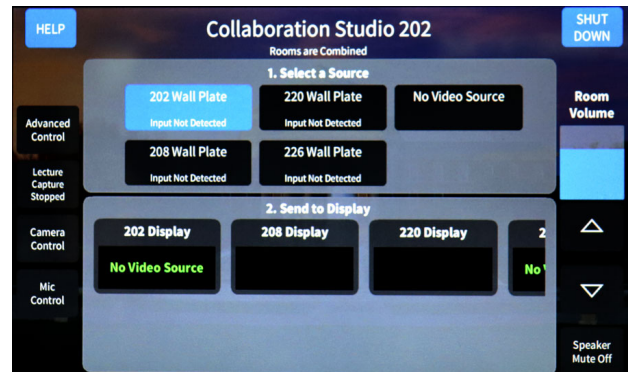 HELP
Collaboration Studio 202
SHUT
DOWN
Rooms are Combined
1. Select a Source
202 Wall Plate
Input Not Detected
220 Wall Plate
Input Not Detected
No Video Source
208 Wall Plate
Input Not Detected
226 Wall Plate
Input Not Detected
Advanced
Control
Lecture
Capture
Stopped
Camera
Control
Mic
Control
2. Send to Display
202 Display
No Video Source
208 Display
220 Display
2
No
Room
Volume
Speaker
Mute Off